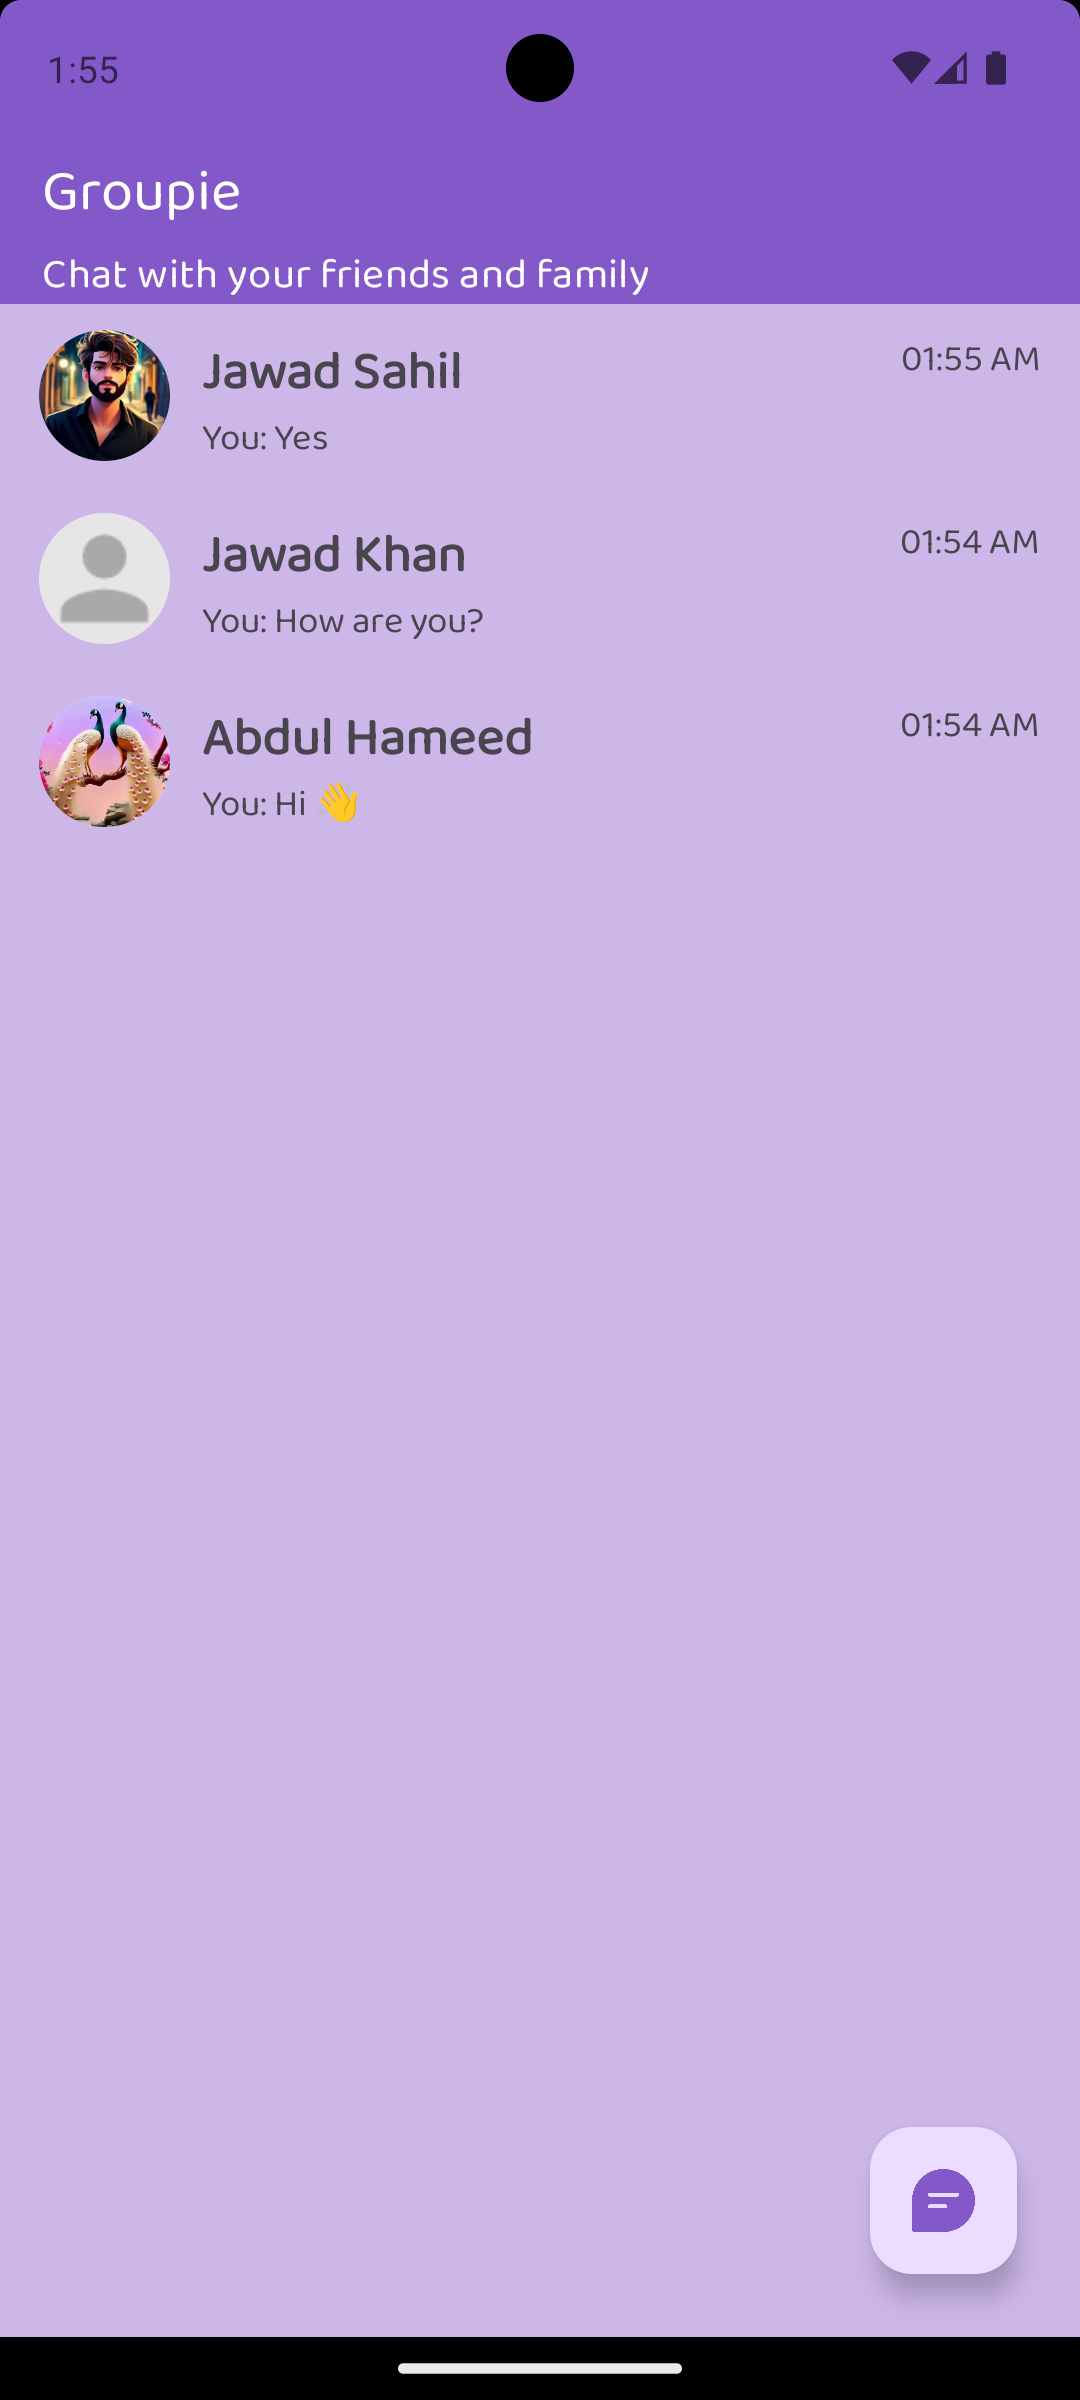 1:55
Groupie
Chat with your friends and family
Jawad Sahil
01:55 AM
You: Yes
Jawad Khan
01:54 AM
You: How are you?
Abdul Hameed
01:54 AM
You: Hi 👋